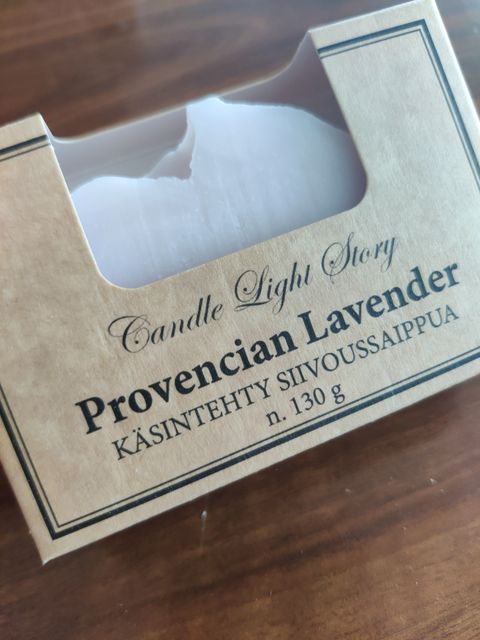 Candle Light Story
Provencian Lavender
KÄSINTEHTY SIIVOUSSAIPPUA
n. 130 g